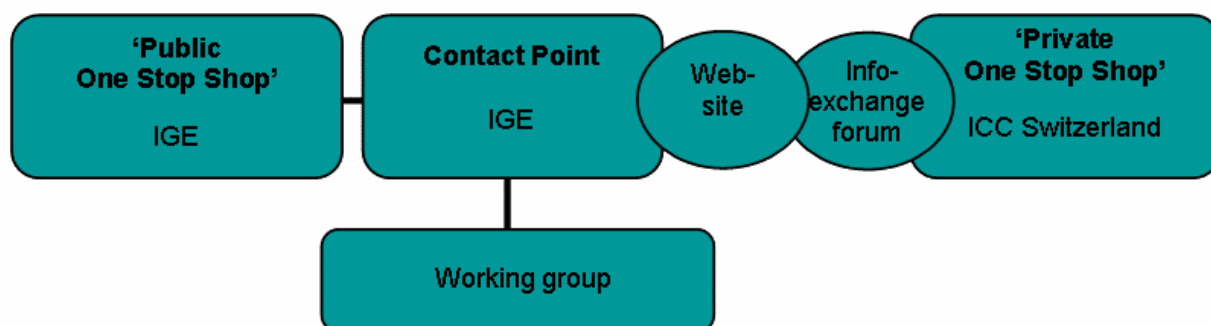 'Public
One Stop Shop'
IGE
Contact Point
IGE
Web-
site
Info-
exchange
forum
'Private
One Stop Shop'
ICC Switzerland
Working group